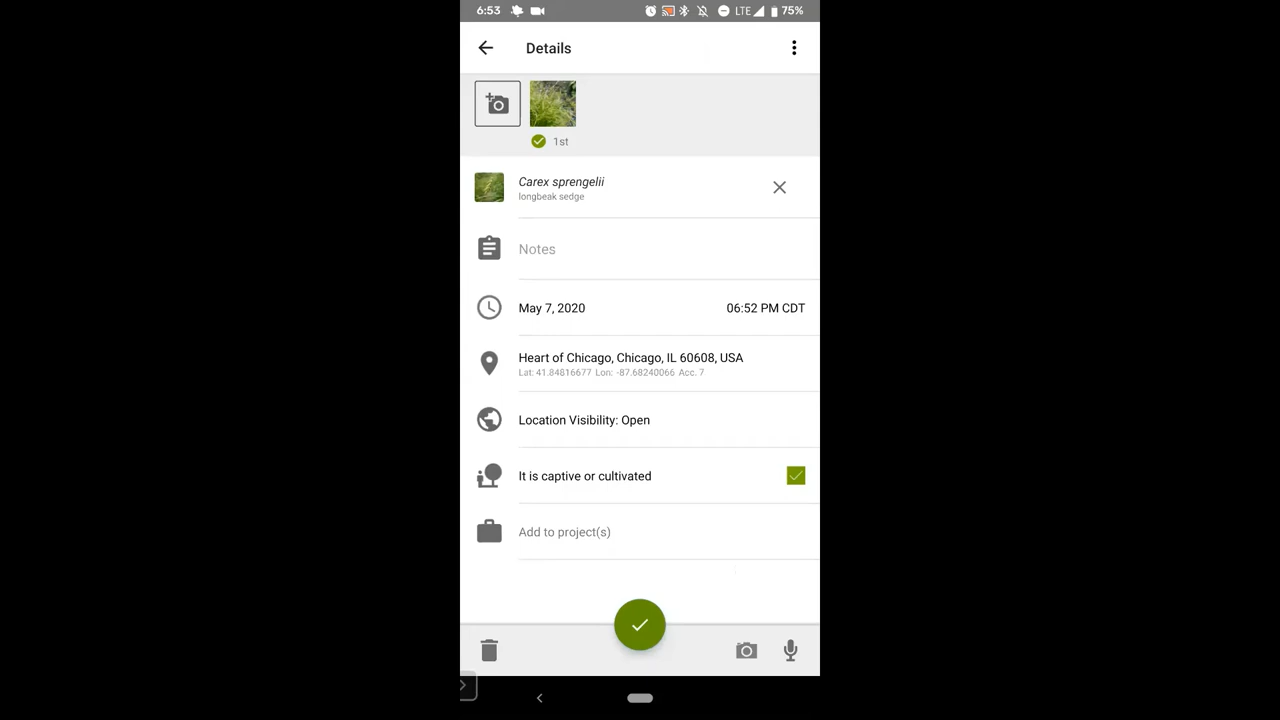 6:53 LTE 75%
Details
1st
Carex sprengelii
longbeak sedge
Notes
May 7, 2020 06:52 PM CDT
Heart of Chicago, Chicago, IL 60608, USA
Lat: 41.84816677 Lon: -87.68240066 Acc. 7
Location Visibility: Open
It is captive or cultivated
Add to project(s)